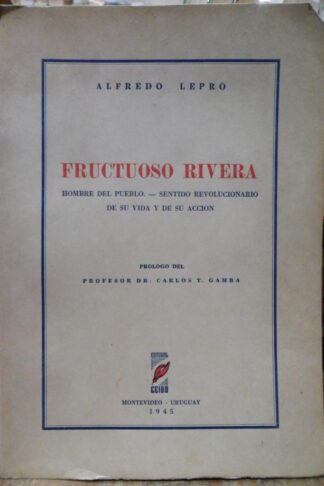 ALFREDO LEPRO
FRUCTUOSO RIVERA
HOMBRE DEL PUEBLO. — SENTIDO REVOLUCIONARIO
DE SU VIDA Y DE SU ACCION
PROLOGO DEL
PROFESOR DR. CARLOS T. GAMBA
MONTEVIDEO - URUGUAY
1945